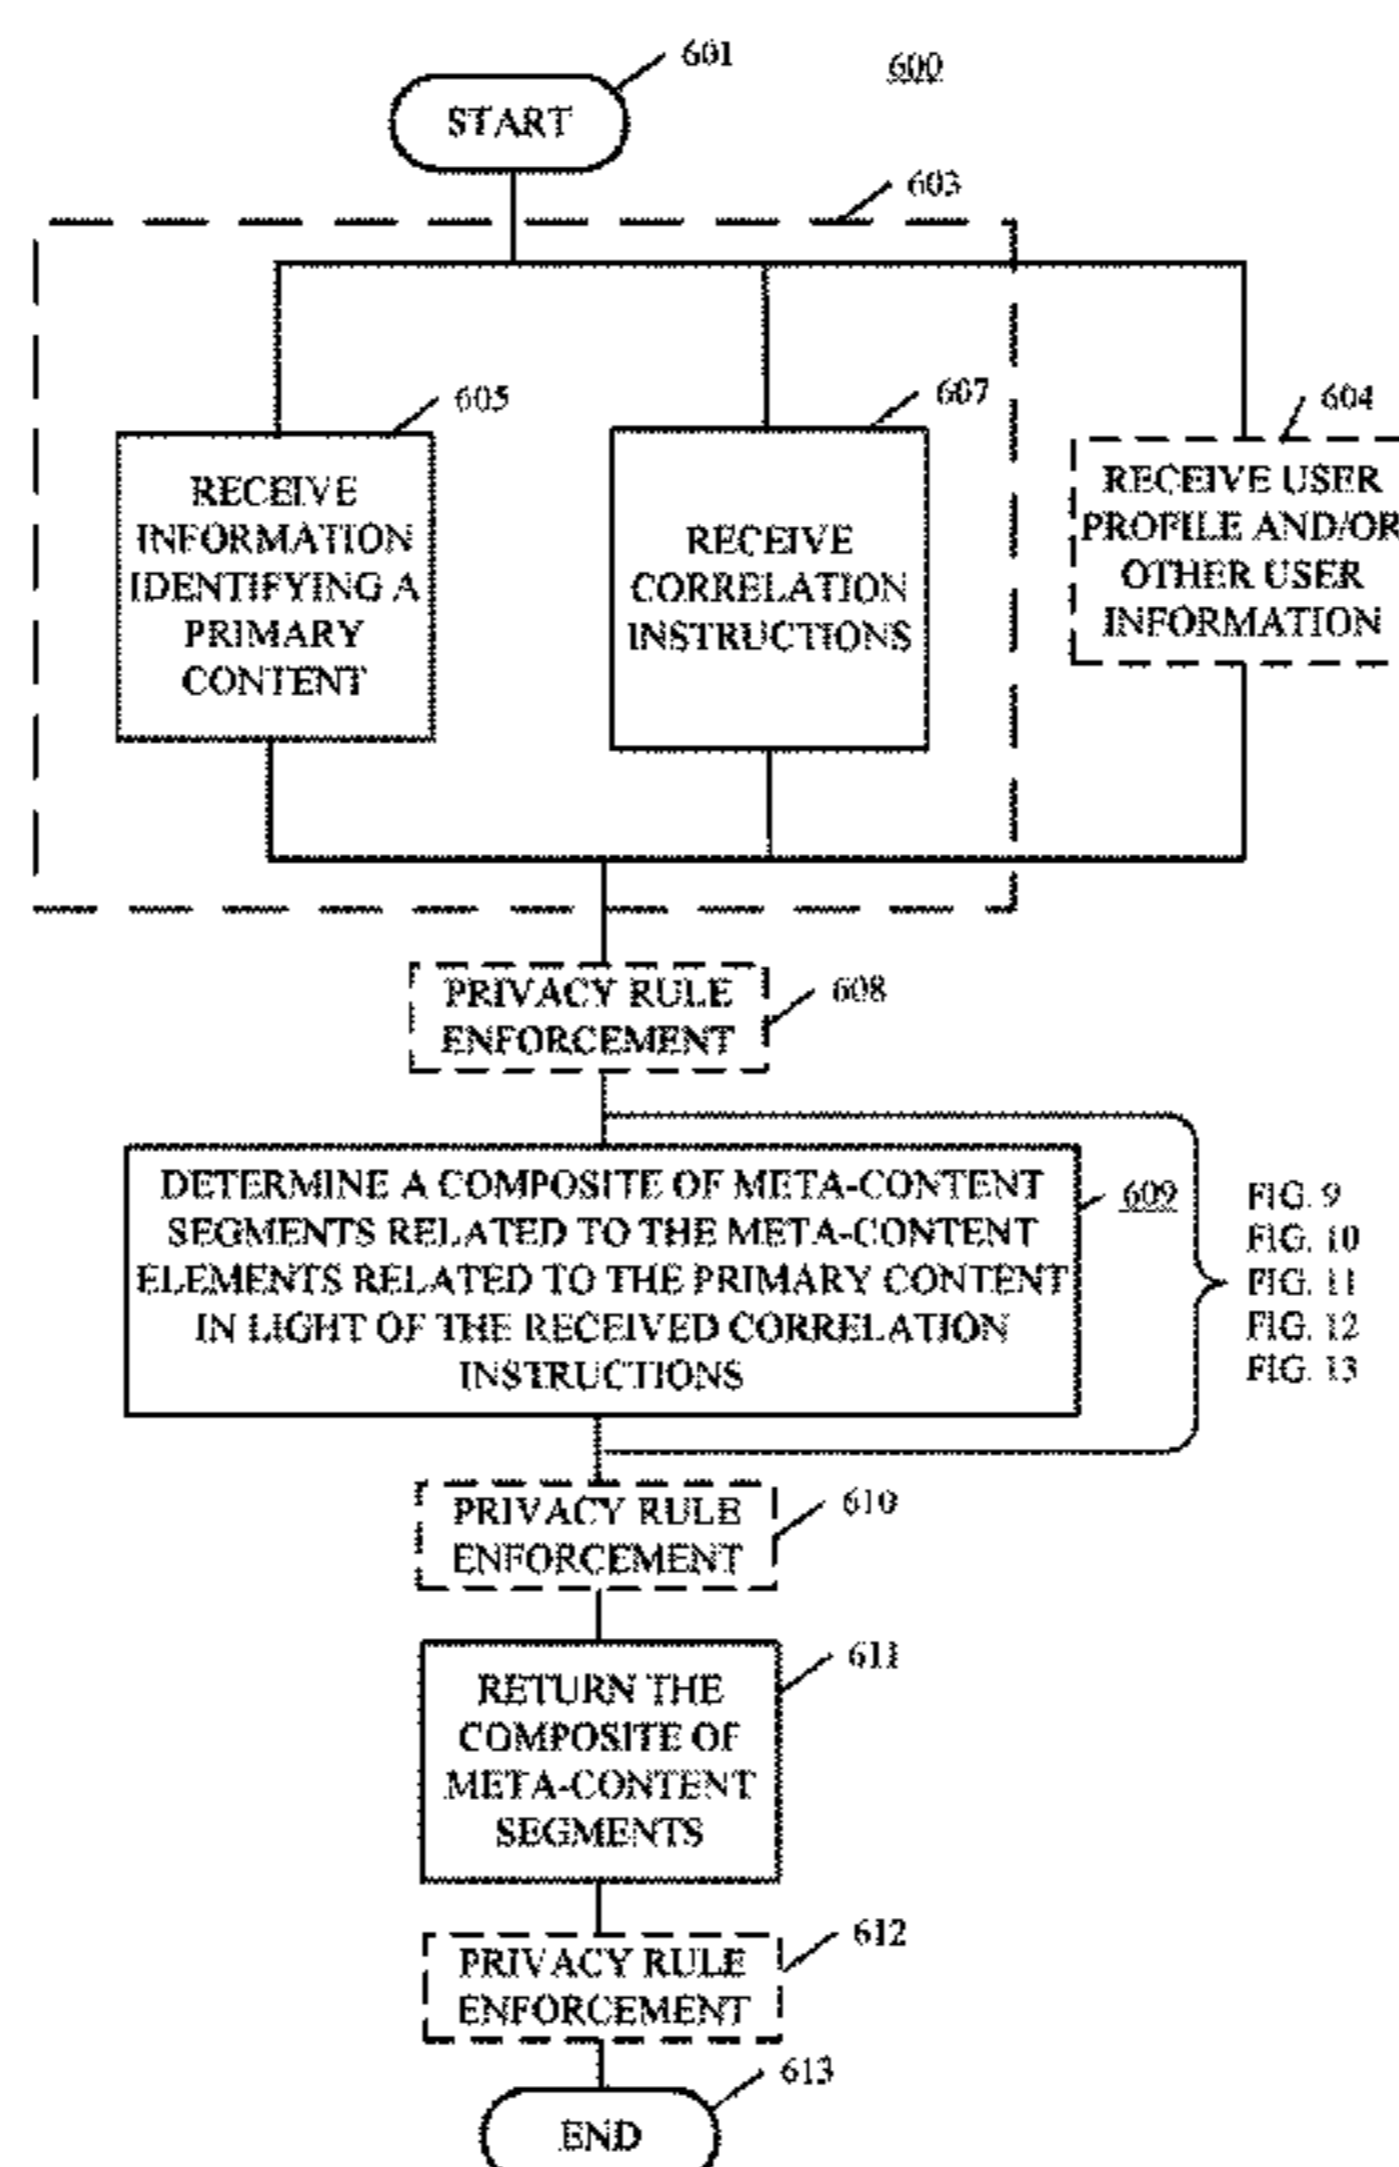 601
600
START
603
605
607
604
RECEIVE
INFORMATION
IDENTIFYING A
PRIMARY
CONTENT
RECEIVE
CORRELATION
INSTRUCTIONS
RECEIVE USER
PROFILE AND/OR
OTHER USER
INFORMATION
PRIVACY RULE
ENFORCEMENT
608
DETERMINE A COMPOSITE OF META-CONTENT
SEGMENTS RELATED TO THE META-CONTENT
ELEMENTS RELATED TO THE PRIMARY CONTENT
IN LIGHT OF THE RECEIVED CORRELATION
INSTRUCTIONS
609
FIG. 9
FIG. 10
FIG. 11
FIG. 12
FIG. 13
PRIVACY RULE
ENFORCEMENT
610
RETURN THE
COMPOSITE OF
META-CONTENT
SEGMENTS
611
PRIVACY RULE
ENFORCEMENT
612
613
END